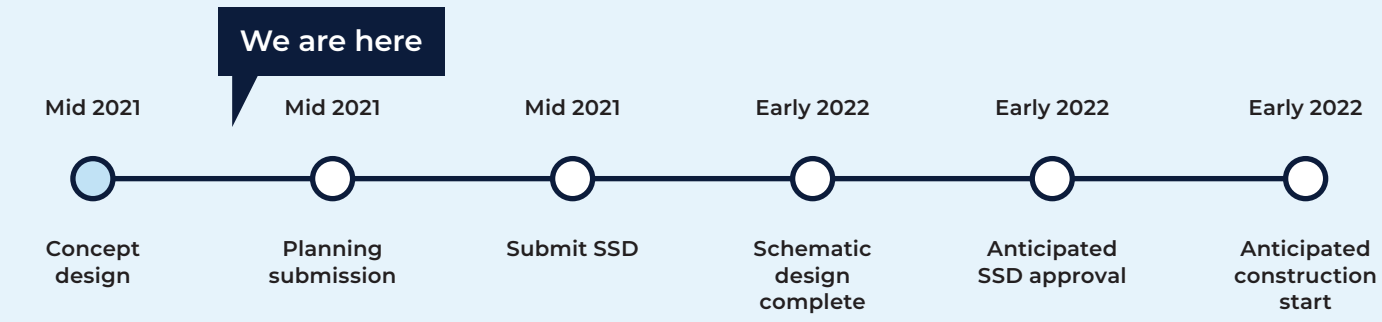 We are here
Mid 2021
Mid 2021
Mid 2021
Early 2022
Early 2022
Early 2022
Concept
design
Planning
submission
Submit SSD
Schematic
design
complete
Anticipated
SSD approval
Anticipated
construction
start